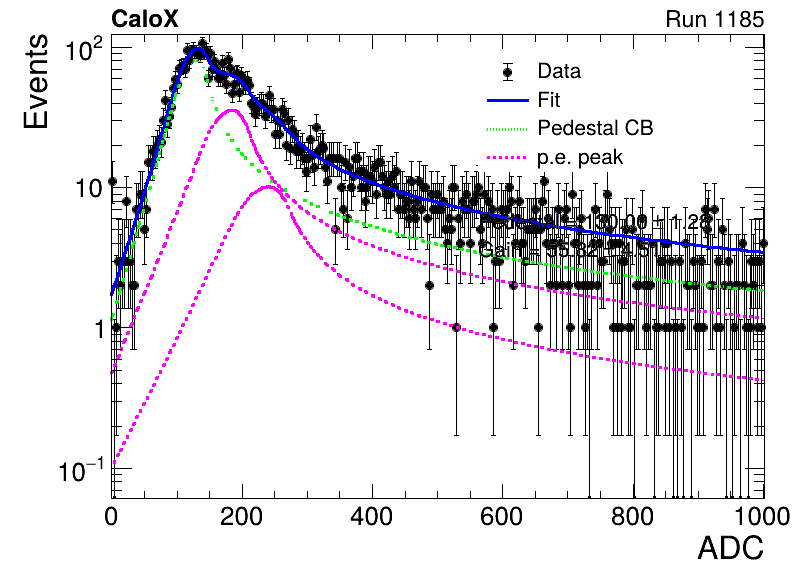 CaloX
Run 1185
Events
Data
Fit
Pedestal CB
p.e. peak
10²
10
1
10⁻¹
0
200
400
600
800
1000
ADC
Gain =